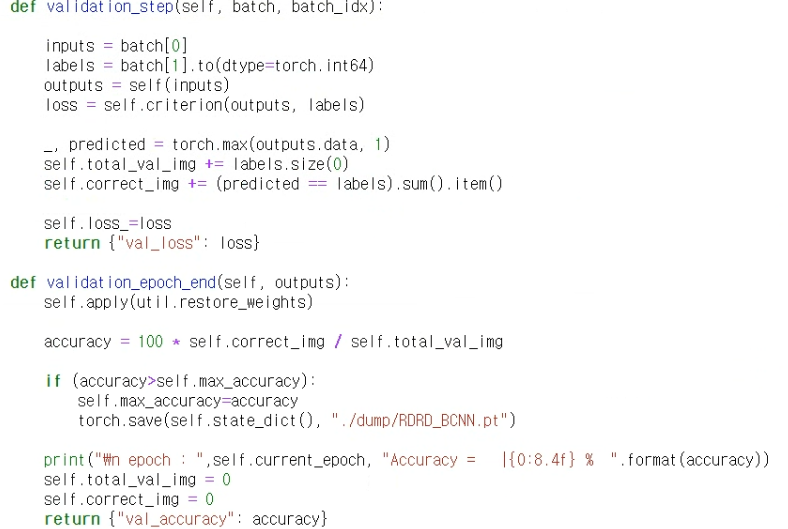 def validation_step(self, batch, batch_idx):
inputs = batch[0]
labels = batch[1].to(dtype=torch.int64)
outputs = self(inputs)
loss = self.criterion(outputs, labels)
_, predicted = torch.max(outputs.data, 1)
self.total_val_img += labels.size(0)
self.correct_img += (predicted == labels).sum().item()
self.loss_=loss
return {"val_loss": loss}
def validation_epoch_end(self, outputs):
self.apply(util.restore_weights)
accuracy = 100 * self.correct_img / self.total_val_img
if (accuracy>self.max_accuracy):
self.max_accuracy=accuracy
torch.save(self.state_dict(), "./dump/RDRD_BCNN.pt")
print("₩n epoch : ",self.current_epoch, "Accuracy =   |{0:8.4f} %  ".format(accuracy))
self.total_val_img = 0
self.correct_img = 0
return {"val_accuracy": accuracy}